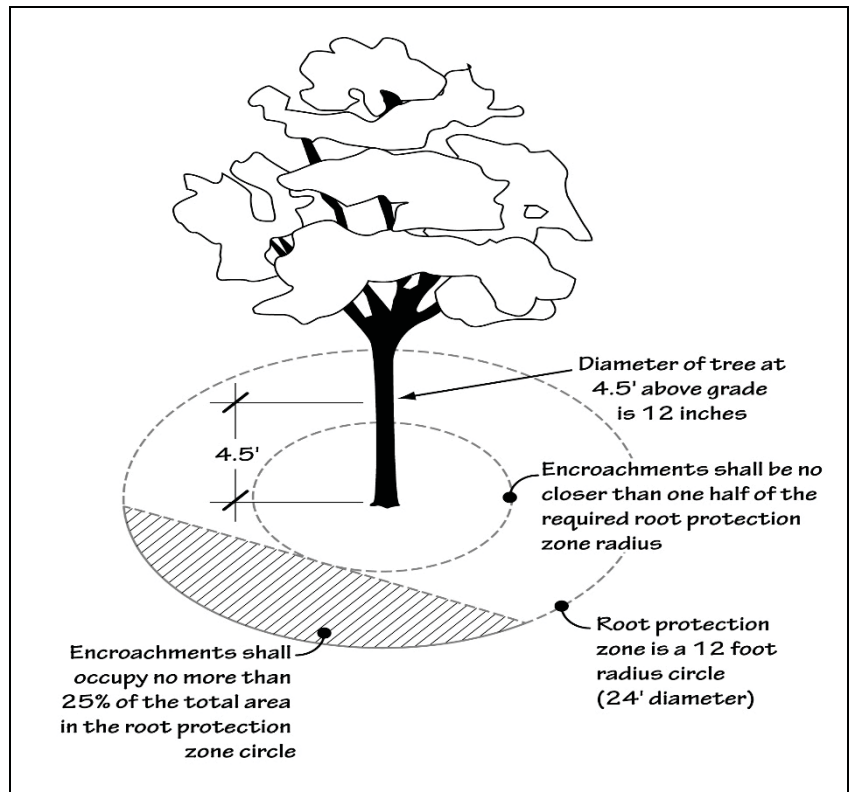 Diameter of tree at
4.5' above grade
is 12 inches
4.5'
Encroachments shall be no
closer than one half of the
required root protection
zone radius
Root protection
zone is a 12 foot
radius circle
(24' diameter)
Encroachments shall
occupy no more than
25% of the total area
in the root protection
zone circle